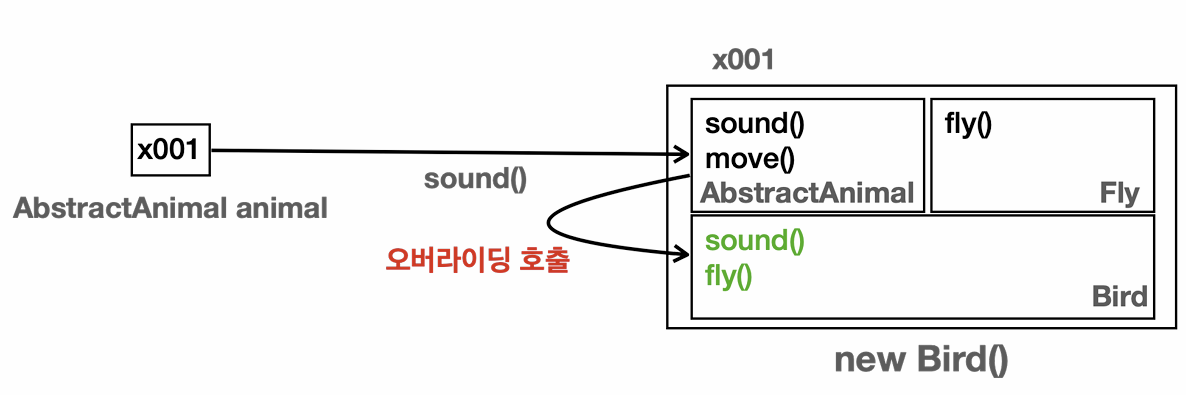 x001
x001
AbstractAnimal animal
sound()
오버라이딩 호출
sound()
move()
AbstractAnimal
fly()
Fly
sound()
fly()
Bird
new Bird()